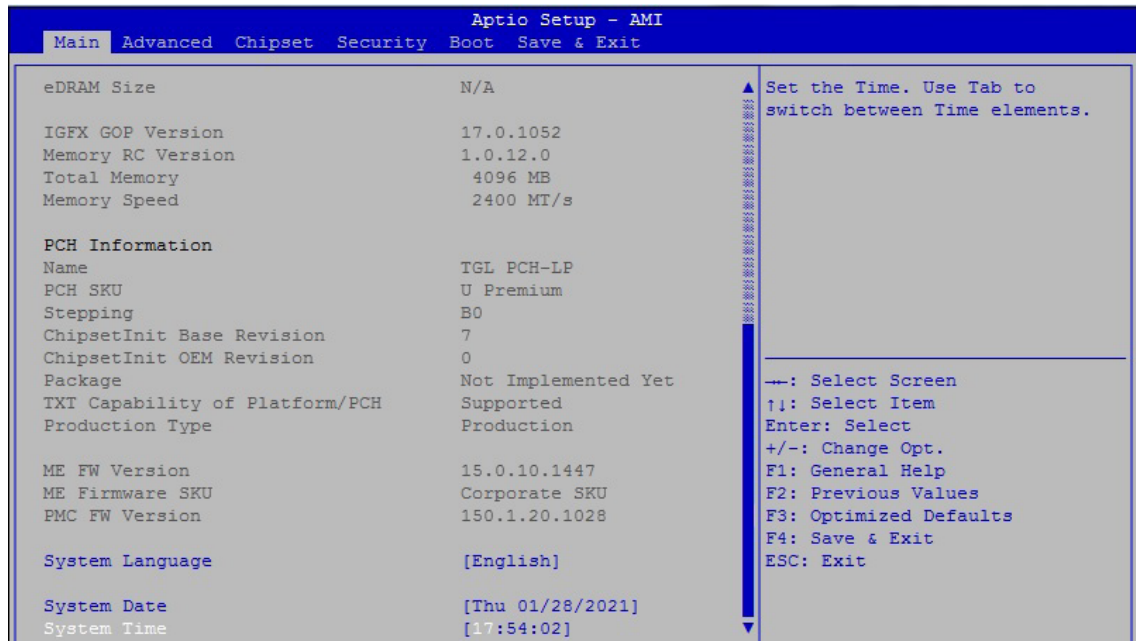 Aptio Setup - AMI
Main Advanced Chipset Security Boot Save & Exit
eDRAM Size N/A
IGFX GOP Version 17.0.1052
Memory RC Version 1.0.12.0
Total Memory 4096 MB
Memory Speed 2400 MT/s
PCH Information
Name TGL PCH-LP
PCH SKU U Premium
Stepping B0
ChipsetInit Base Revision 7
ChipsetInit OEM Revision 0
Package Not Implemented Yet
TXT Capability of Platform/PCH Supported
Production Type Production
ME FW Version 15.0.10.1447
ME Firmware SKU Corporate SKU
PMC FW Version 150.1.20.1028
System Language [English]
System Date [Thu 01/28/2021]
System Time [17:54:02]
Set the Time. Use Tab to
switch between Time elements.
→←: Select Screen
↑↓: Select Item
Enter: Select
+/-: Change Opt.
F1: General Help
F2: Previous Values
F3: Optimized Defaults
F4: Save & Exit
ESC: Exit